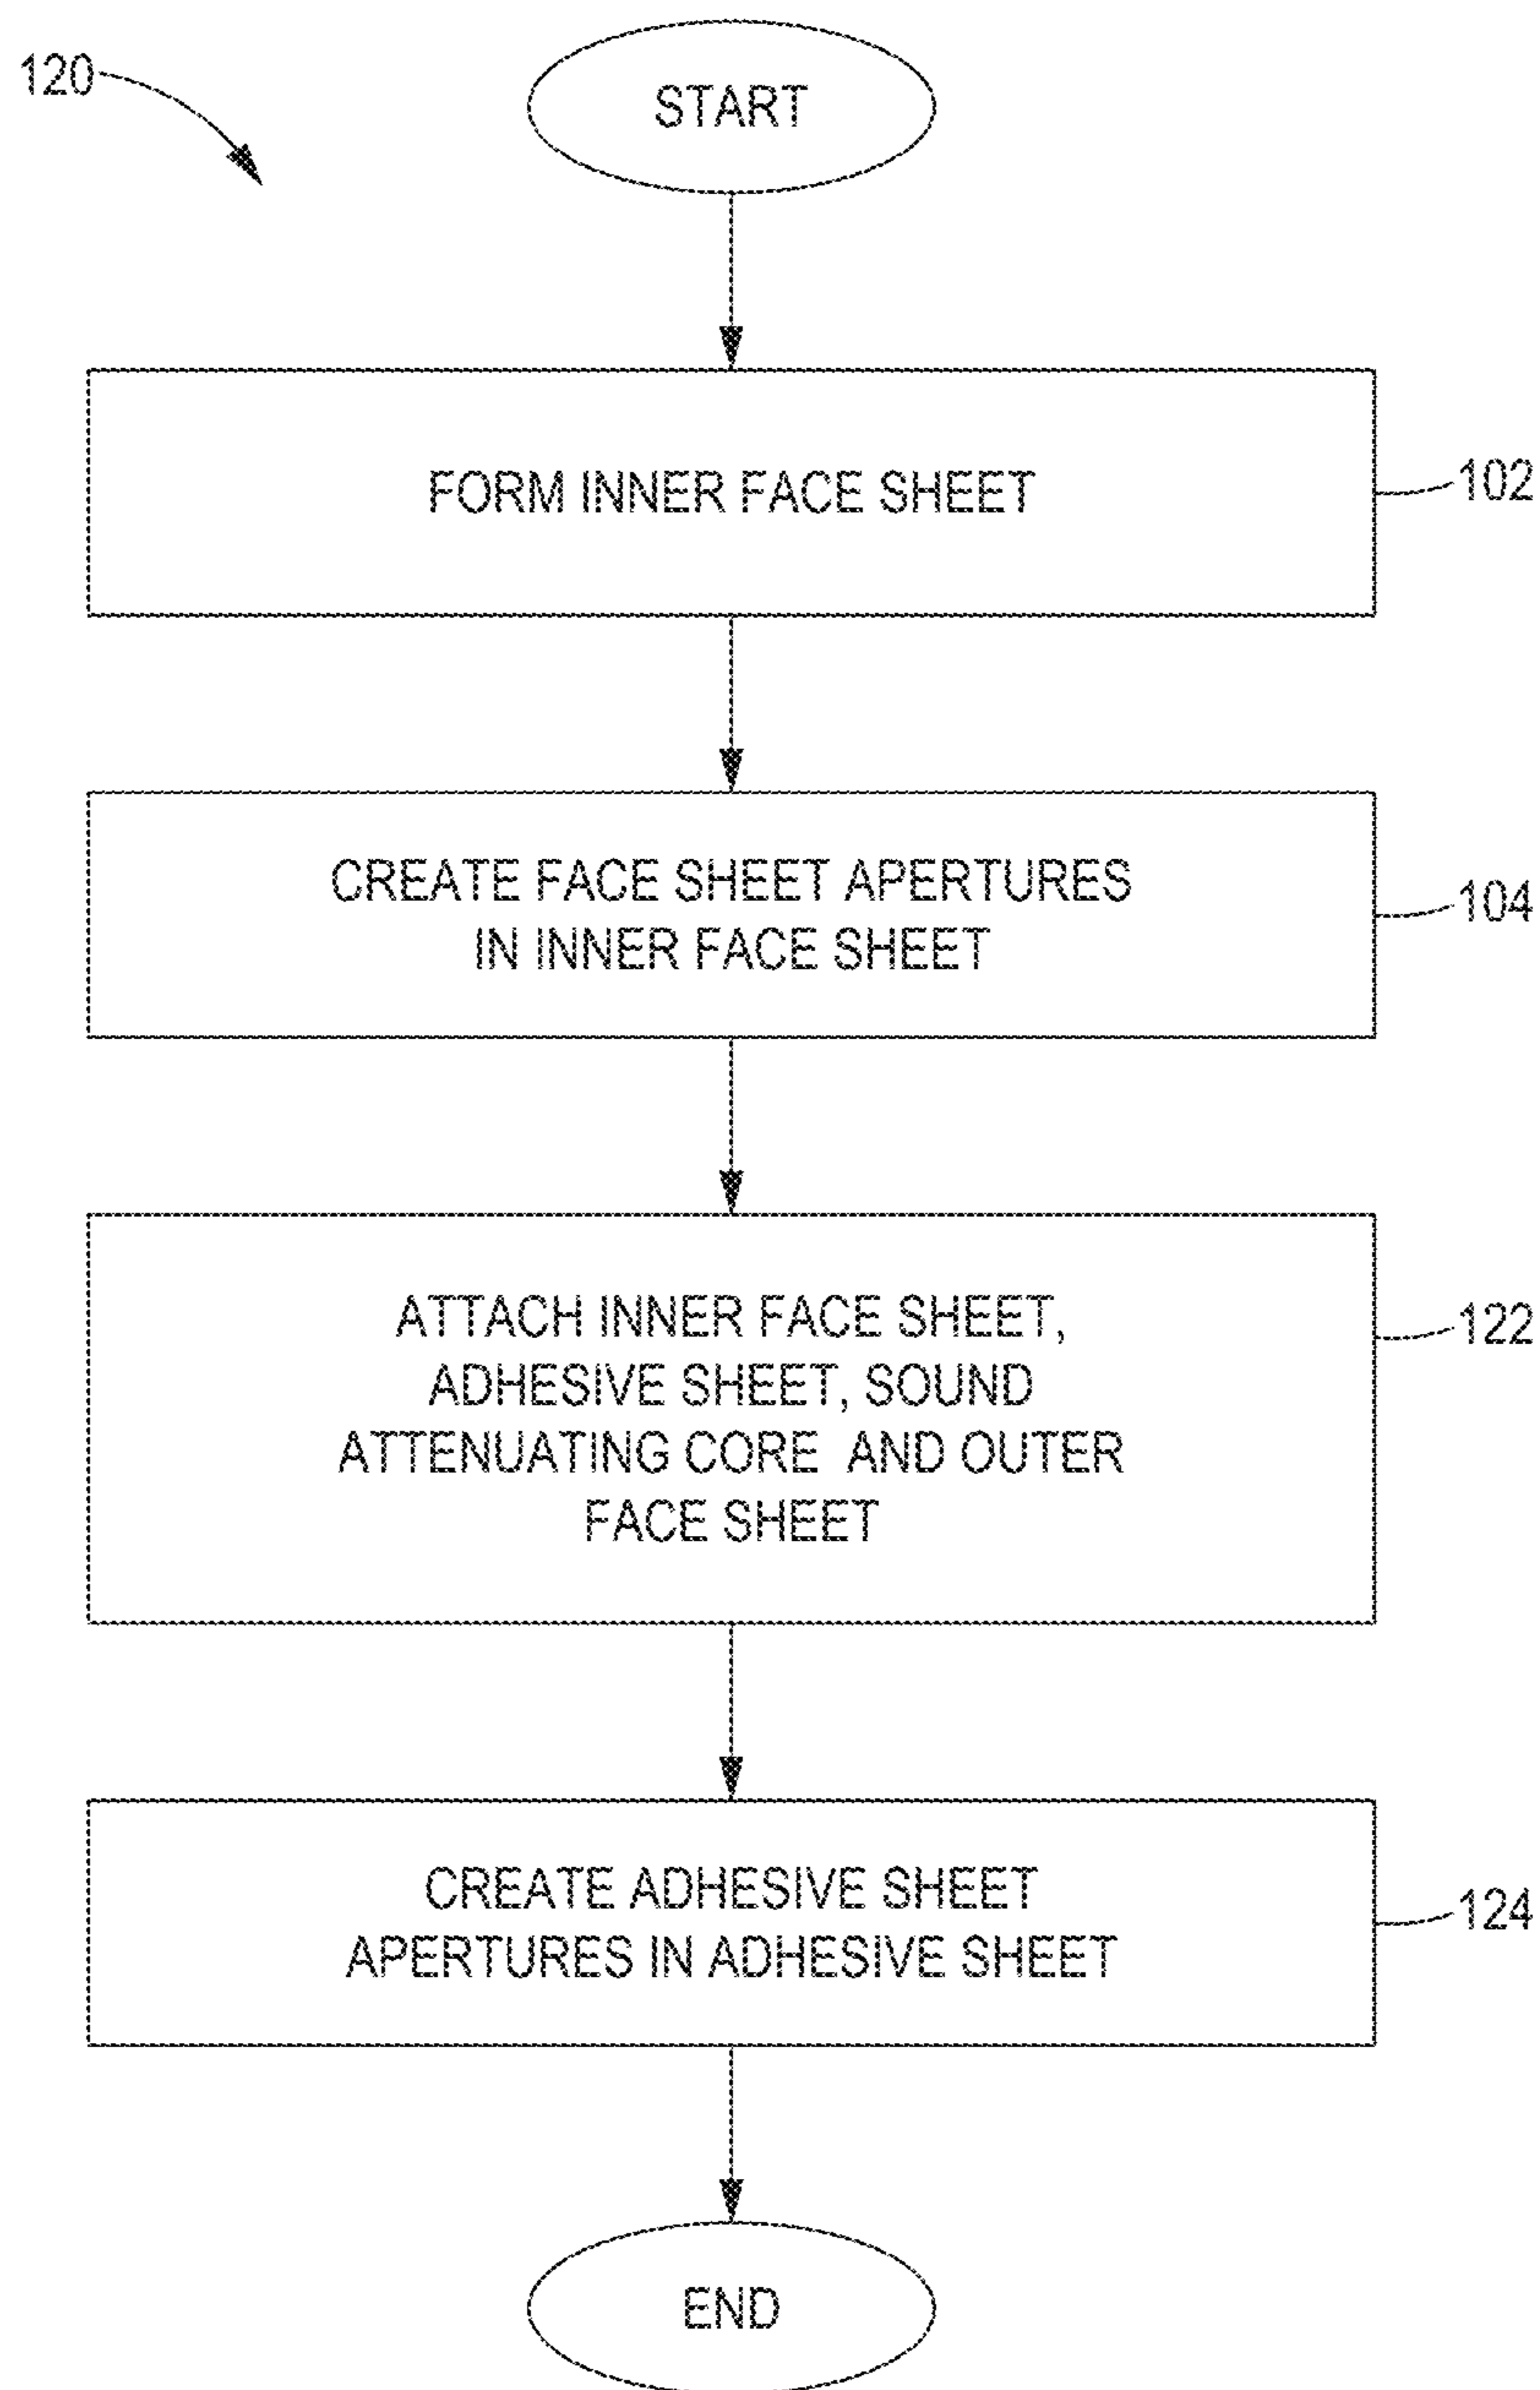 120
START
FORM INNER FACE SHEET
102
CREATE FACE SHEET APERTURES
IN INNER FACE SHEET
104
ATTACH INNER FACE SHEET,
ADHESIVE SHEET, SOUND
ATTENUATING CORE AND OUTER
FACE SHEET
122
CREATE ADHESIVE SHEET
APERTURES IN ADHESIVE SHEET
124
END